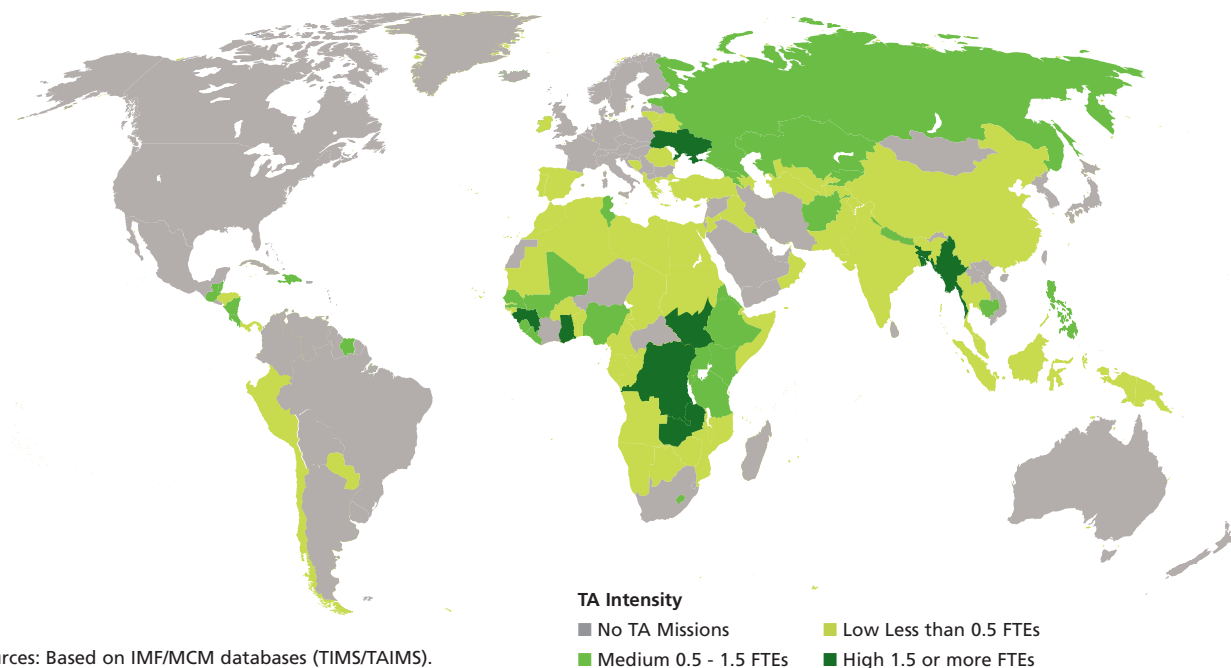 TA Intensity
No TA Missions
Low Less than 0.5 FTEs
Medium 0.5 - 1.5 FTEs
High 1.5 or more FTEs
urces: Based on IMF/MCM databases (TIMS/TAIMS).